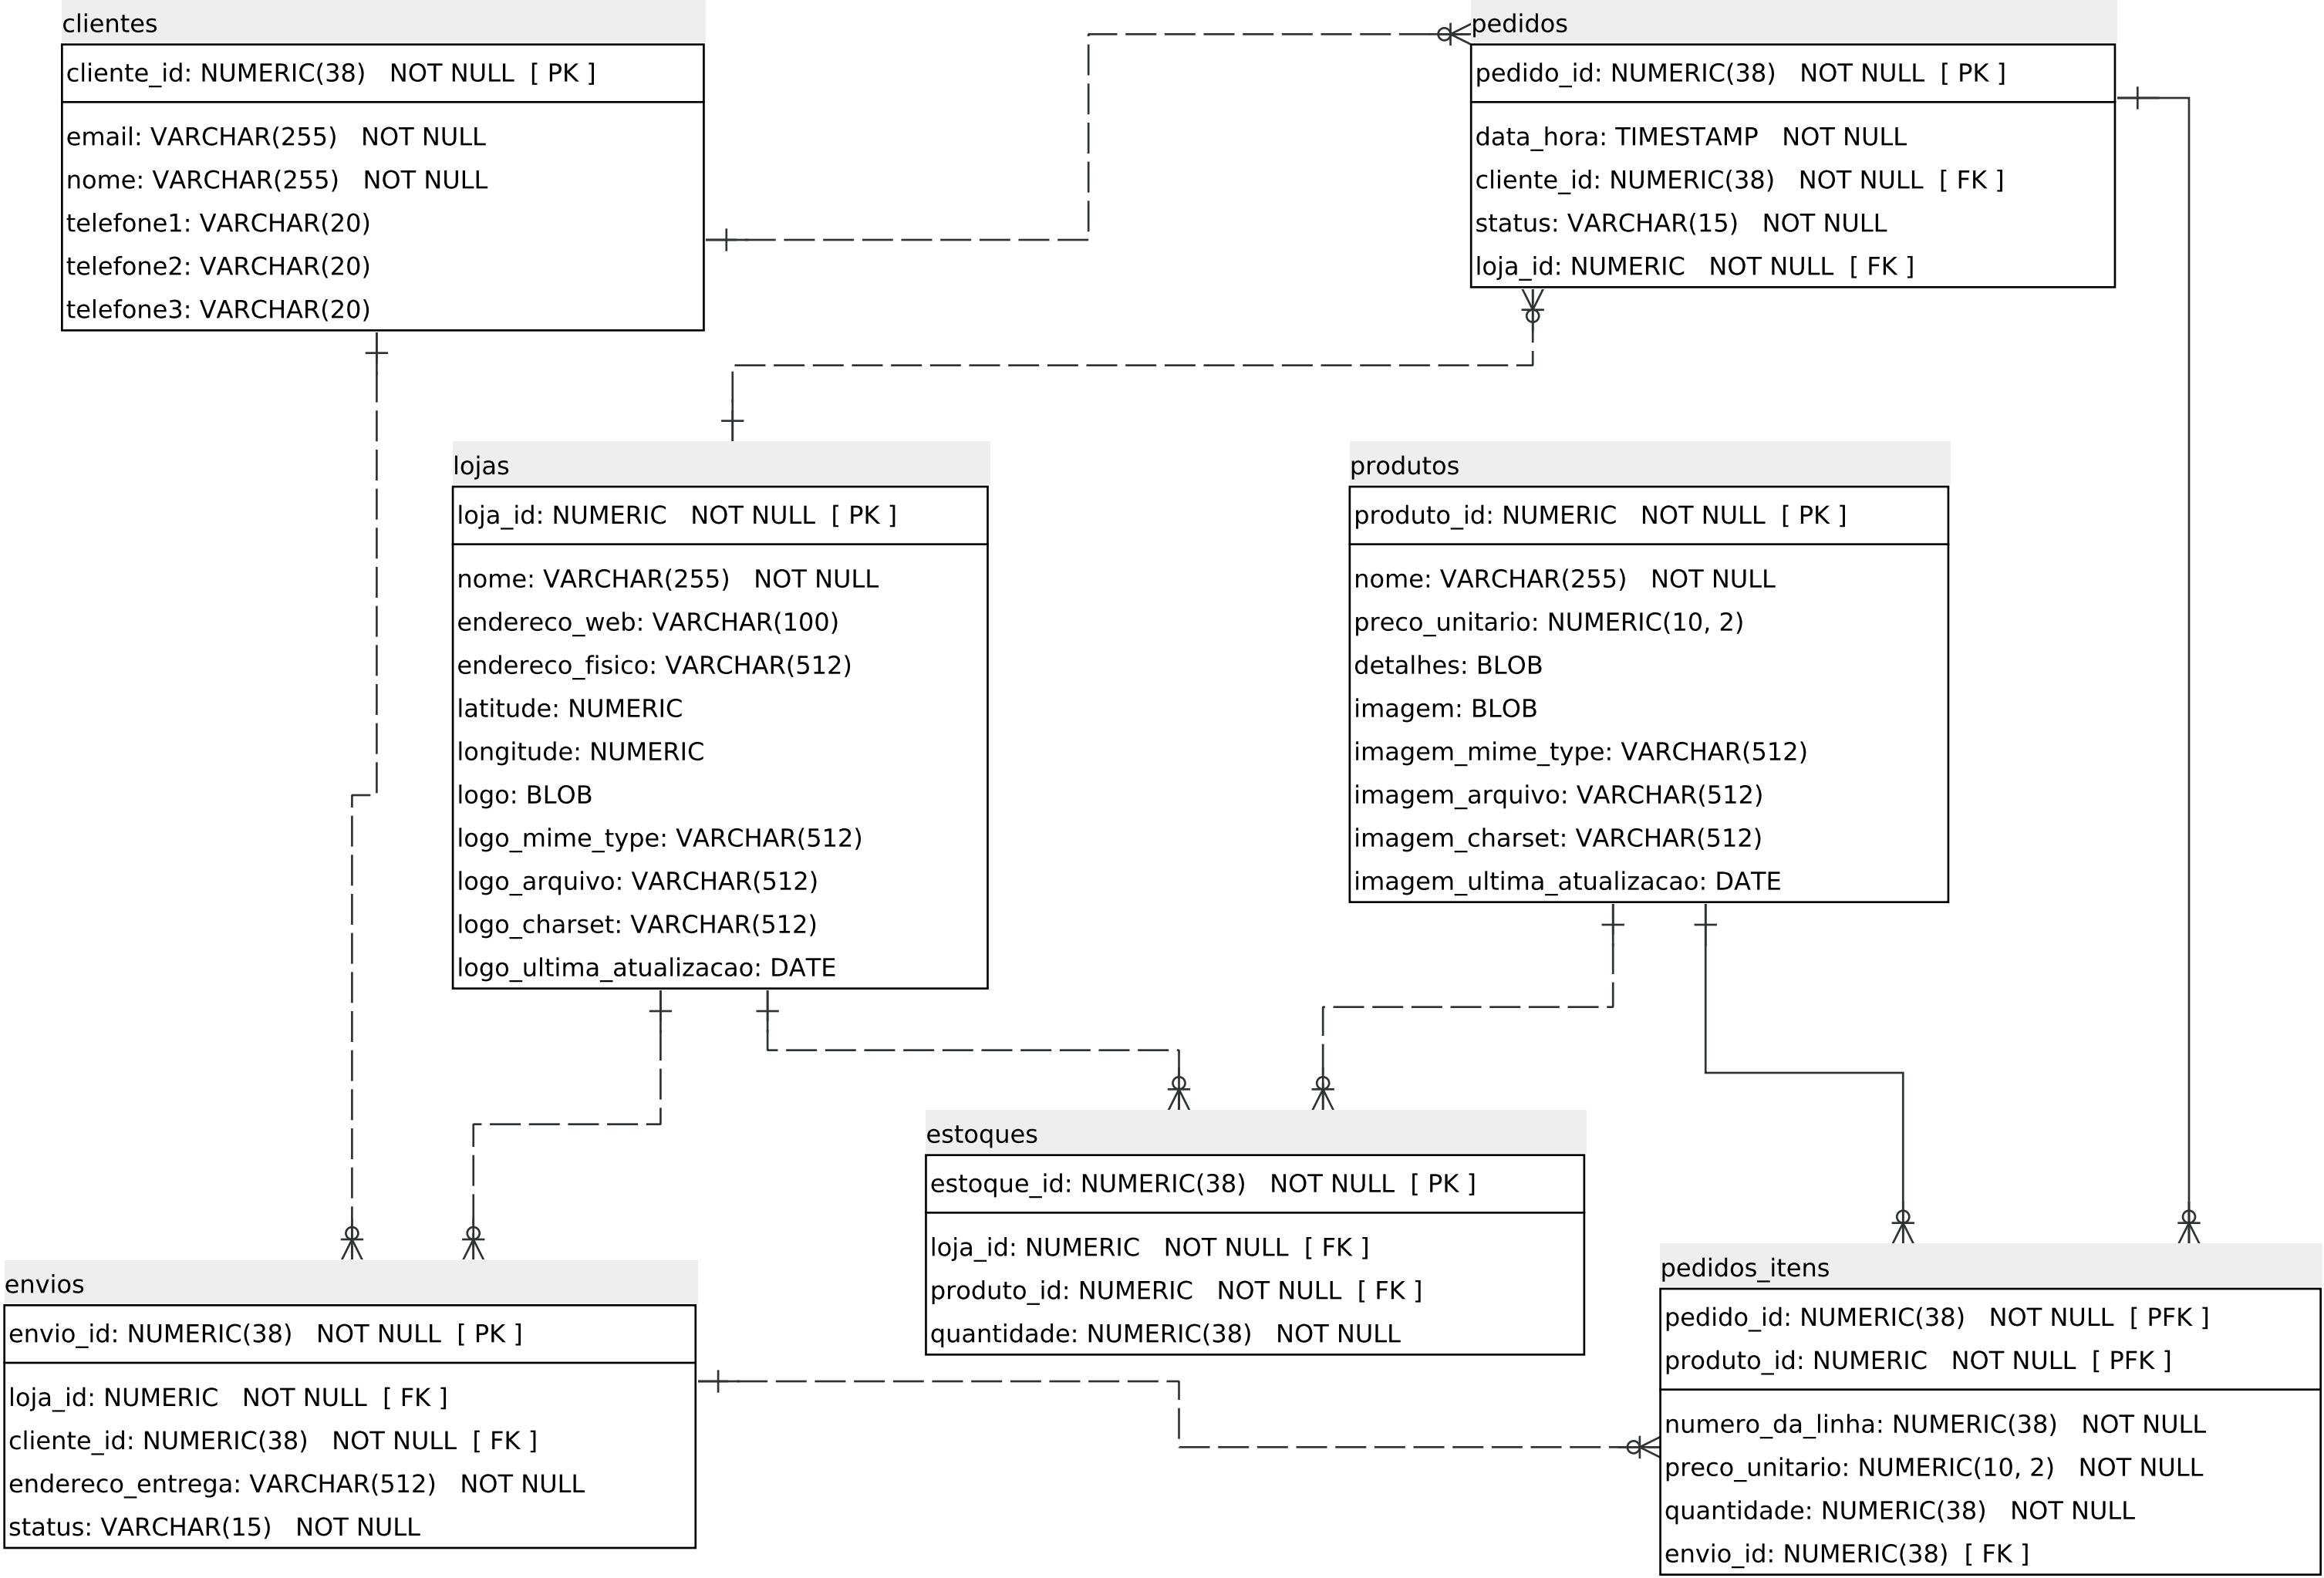 clientes
cliente_id: NUMERIC(38) NOT NULL [ PK ]
email: VARCHAR(255) NOT NULL
nome: VARCHAR(255) NOT NULL
telefone1: VARCHAR(20)
telefone2: VARCHAR(20)
telefone3: VARCHAR(20)
pedidos
pedido_id: NUMERIC(38) NOT NULL [ PK ]
data_hora: TIMESTAMP NOT NULL
cliente_id: NUMERIC(38) NOT NULL [ FK ]
status: VARCHAR(15) NOT NULL
loja_id: NUMERIC NOT NULL [ FK ]
lojas
loja_id: NUMERIC NOT NULL [ PK ]
nome: VARCHAR(255) NOT NULL
endereco_web: VARCHAR(100)
endereco_fisico: VARCHAR(512)
latitude: NUMERIC
longitude: NUMERIC
logo: BLOB
logo_mime_type: VARCHAR(512)
logo_arquivo: VARCHAR(512)
logo_charset: VARCHAR(512)
logo_ultima_atualizacao: DATE
produtos
produto_id: NUMERIC NOT NULL [ PK ]
nome: VARCHAR(255) NOT NULL
preco_unitario: NUMERIC(10, 2)
detalhes: BLOB
imagem: BLOB
imagem_mime_type: VARCHAR(512)
imagem_arquivo: VARCHAR(512)
imagem_charset: VARCHAR(512)
imagem_ultima_atualizacao: DATE
estoques
estoque_id: NUMERIC(38) NOT NULL [ PK ]
loja_id: NUMERIC NOT NULL [ FK ]
produto_id: NUMERIC NOT NULL [ FK ]
quantidade: NUMERIC(38) NOT NULL
envios
envio_id: NUMERIC(38) NOT NULL [ PK ]
loja_id: NUMERIC NOT NULL [ FK ]
cliente_id: NUMERIC(38) NOT NULL [ FK ]
endereco_entrega: VARCHAR(512) NOT NULL
status: VARCHAR(15) NOT NULL
pedidos_itens
pedido_id: NUMERIC(38) NOT NULL [ PFK ]
produto_id: NUMERIC NOT NULL [ PFK ]
numero_da_linha: NUMERIC(38) NOT NULL
preco_unitario: NUMERIC(10, 2) NOT NULL
quantidade: NUMERIC(38) NOT NULL
envio_id: NUMERIC(38) [ FK ]